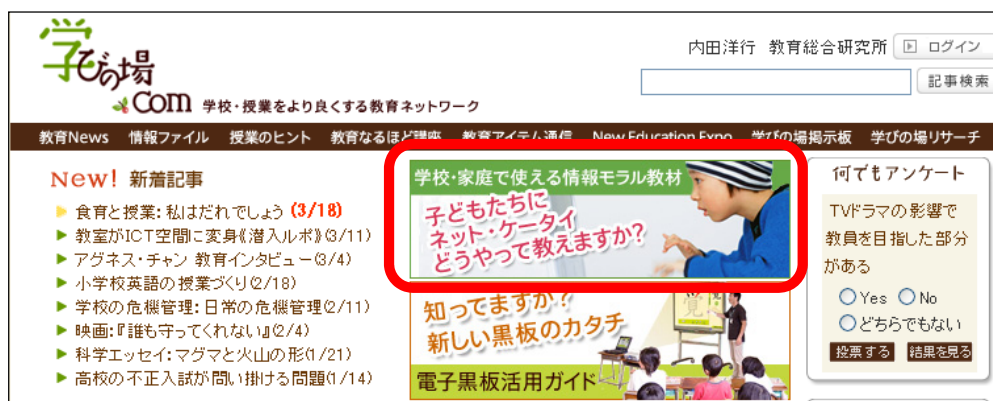 学びの場
.Com 学校・授業をより良くする教育ネットワーク
内田洋行 教育総合研究所 ログイン
記事検索
教育News 情報ファイル 授業のヒント 教育なるほど講座 教育アイテム通信 New Education Expo 学びの場掲示板 学びの場リサーチ
New! 新着記事
食育と授業：私はだれでしょう (3/18)
教室がICT空間に変身《潜入ルポ》(3/11)
アグネス・チャン 教育インタビュー(3/4)
小学校英語の授業づくり(2/18)
学校の危機管理：日常の危機管理(2/11)
映画：『誰も守ってくれない』(2/4)
科学エッセイ：マグマと火山の形(1/21)
高校の不正入試が問い掛ける問題(1/14)
学校・家庭で使える情報モラル教材
子どもたちに
ネット・ケータイ
どうやって教えますか?
知ってますか?
新しい黒板のカタチ
覚
電子黒板活用ガイド
何でもアンケート
TVドラマの影響で
教員を目指した部分
がある
Yes No
どちらでもない
投票する 結果を見る